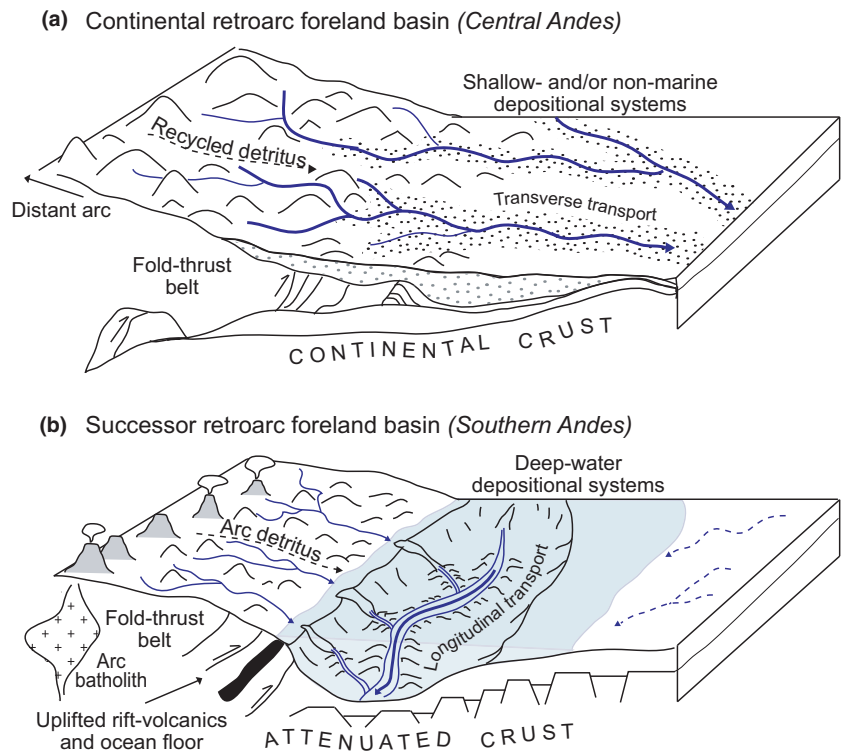 (a) Continental retroarc foreland basin (Central Andes)
Shallow- and/or non-marine
depositional systems
Recycled detritus
Distant arc
Transverse transport
Fold-thrust
belt
CONTINENTAL CRUST
(b) Successor retroarc foreland basin (Southern Andes)
Deep-water
depositional systems
Arc detritus
Longitudinal transport
Fold-thrust
belt
Arc
batholith
Uplifted rift-volcanics
and ocean floor
ATTENUATED CRUST